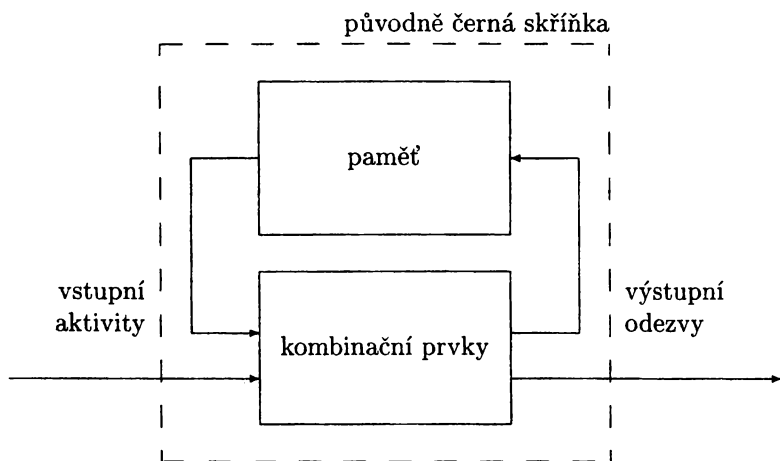 původně černá skříňka
paměť
vstupní
aktivity
kombinační prvky
výstupní
odezvy